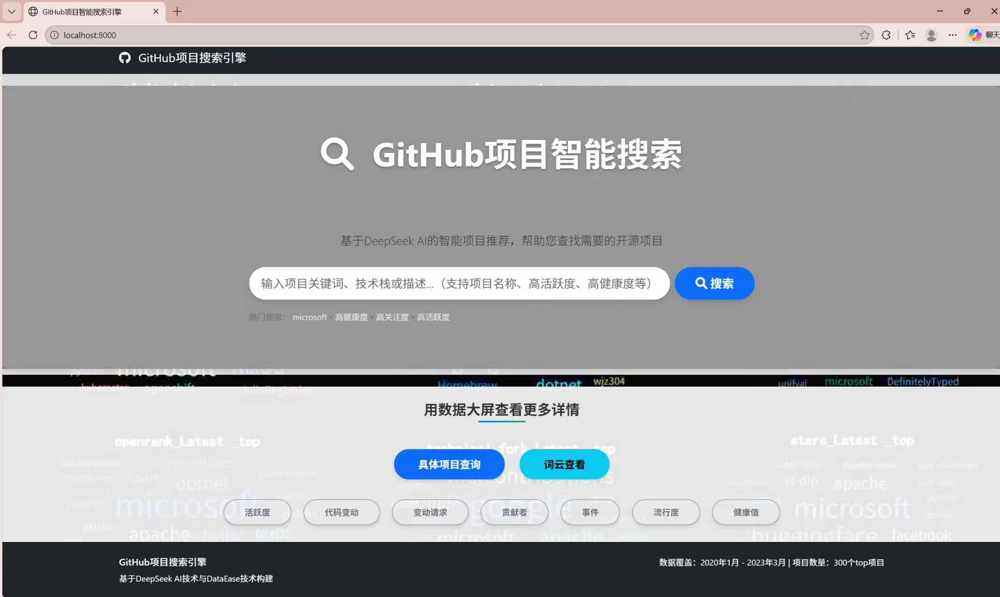 GitHub项目智能搜索引擎
localhost:8000
聊天
GitHub项目搜索引擎
GitHub项目智能搜索
基于DeepSeek AI的智能项目推荐，帮助您查找需要的开源项目
输入项目关键词、技术栈或描述...（支持项目名称、高活跃度、高健康度等）
搜索
热门搜索： microsoft • 高健康度 • 高关注度 • 高活跃度
microsoft NixOS
kubernetes openshift JuliaRegistries Homebrew dotnet wjz304 unifyai microsoft DefinitelyTyped
用数据大屏查看更多详情
openrank_Latest _top technical_fork_Latest _top stars_Latest _top
具体项目查询 词云查看
Azure dotnet yt-dlp apache
microsoft google microsoft
活跃度 代码变动 变动请求 贡献者 事件 流行度 健康值
elastic
apache flutter NixOS microsoft apache huggingface facebook
GitHub项目搜索引擎
数据覆盖：2020年1月 - 2023年3月 | 项目数量：300个top项目
基于DeepSeek AI技术与DataEase技术构建